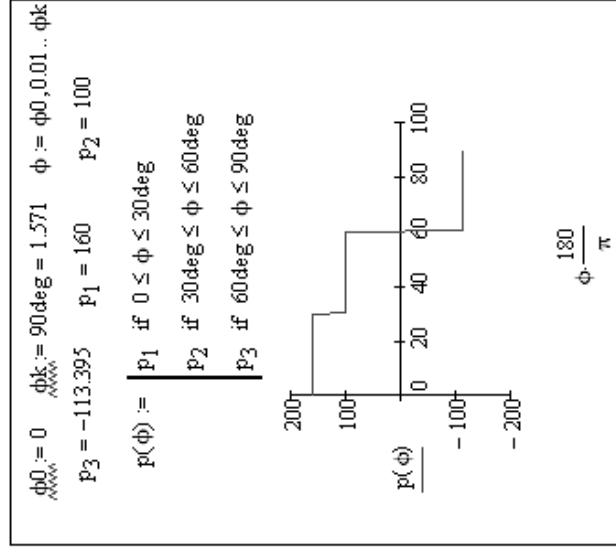 ϕ0 := 0 ϕk := 90deg = 1.571 ϕ := ϕ0, 0.01 .. ϕk
p3 = −113.395 p1 = 160 p2 = 100
p(ϕ) := p1 if 0 ≤ ϕ ≤ 30deg
p2 if 30deg ≤ ϕ ≤ 60deg
p3 if 60deg ≤ ϕ ≤ 90deg
200
100
− 100
− 200
p(ϕ)
0 20 40 60 80 100
ϕ· 180
π